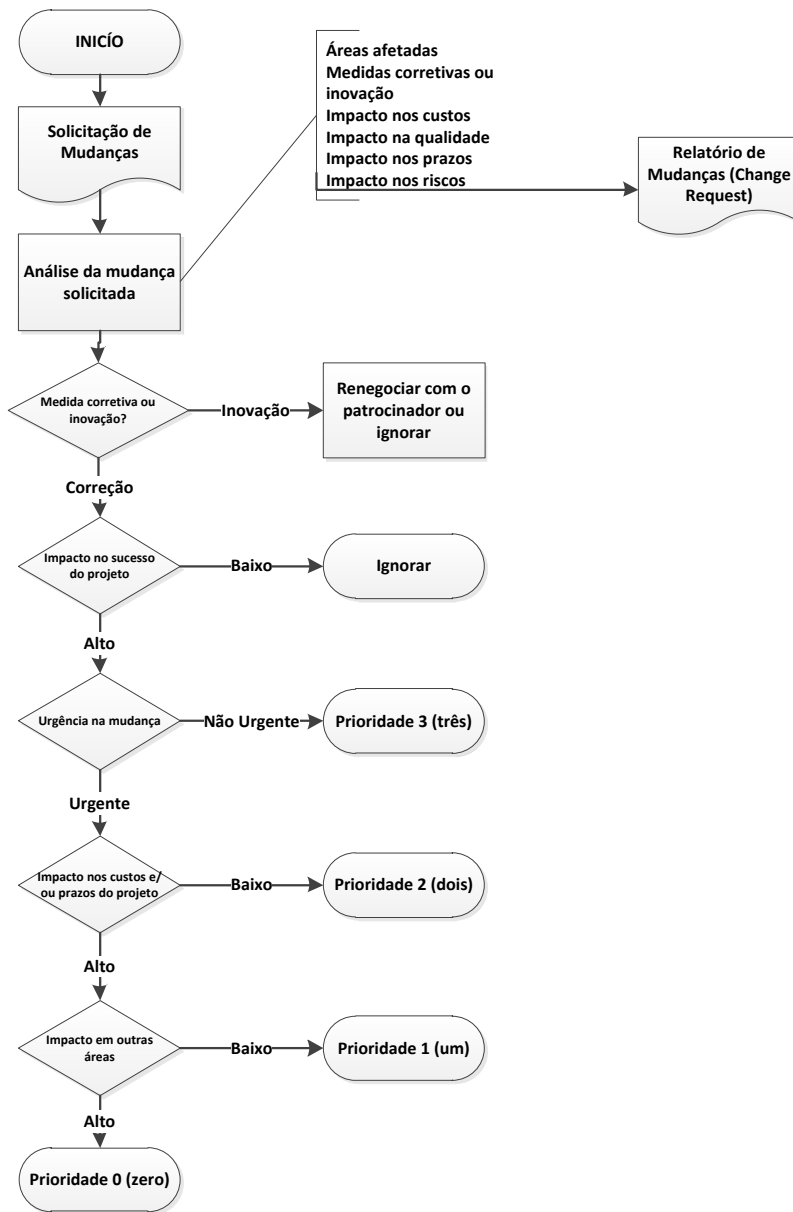 INICÍO
Áreas afetadas
Medidas corretivas ou
inovação
Impacto nos custos
Impacto na qualidade
Impacto nos prazos
Impacto nos riscos
Solicitação de
Mudanças
Relatório de
Mudanças (Change
Request)
Análise da mudança
solicitada
Medida corretiva ou
inovação?
Inovação
Renegociar com o
patrocinador ou
ignorar
Correção
Impacto no sucesso
do projeto
Baixo
Ignorar
Alto
Urgência na mudança
Não Urgente
Prioridade 3 (três)
Urgente
Impacto nos custos e/
ou prazos do projeto
Baixo
Prioridade 2 (dois)
Alto
Impacto em outras
áreas
Baixo
Prioridade 1 (um)
Alto
Prioridade 0 (zero)